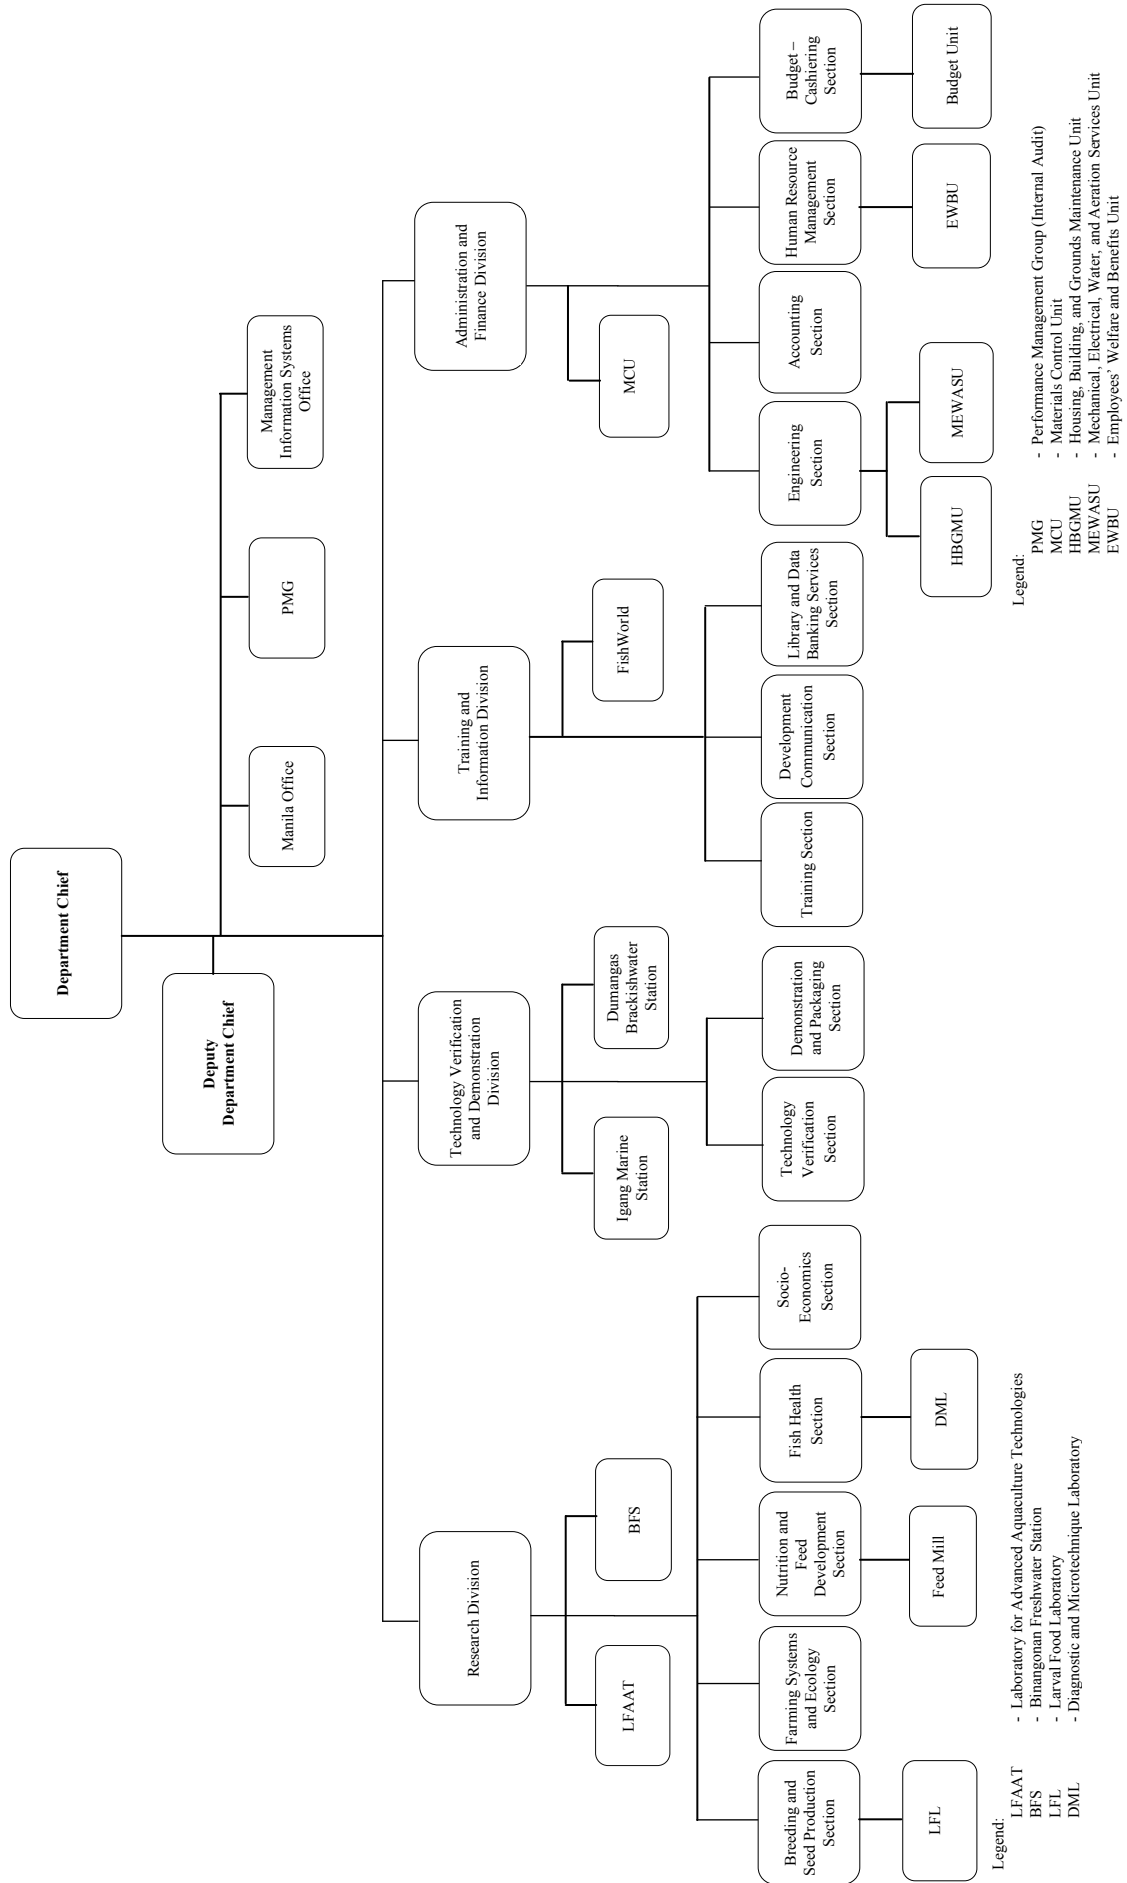 Department Chief
Deputy
Department Chief
Manila Office
PMG
Management
Information Systems
Office
Research Division
Technology Verification
and Demonstration
Division
Training and
Information Division
Administration and
Finance Division
LFAAT
BFS
Igang Marine
Station
Dumangas
Brackishwater
Station
FishWorld
MCU
Breeding and
Seed Production
Section
Farming Systems
and Ecology
Section
Nutrition and
Feed
Development
Section
Fish Health
Section
Socio-
Economics
Section
Technology
Verification
Section
Demonstration
and Packaging
Section
Training Section
Development
Communication
Section
Library and Data
Banking Services
Section
Engineering
Section
Accounting
Section
Human Resource
Management
Section
Budget –
Cashiering
Section
LFL
Feed Mill
DML
HBGMU
MEWASU
EWBU
Budget Unit
Legend:
LFAAT - Laboratory for Advanced Aquaculture Technologies
BFS - Binangonan Freshwater Station
LFL - Larval Food Laboratory
DML - Diagnostic and Microtechnique Laboratory
Legend:
PMG - Performance Management Group (Internal Audit)
MCU - Materials Control Unit
HBGMU - Housing, Building, and Grounds Maintenance Unit
MEWASU - Mechanical, Electrical, Water, and Aeration Services Unit
EWBU - Employees’ Welfare and Benefits Unit